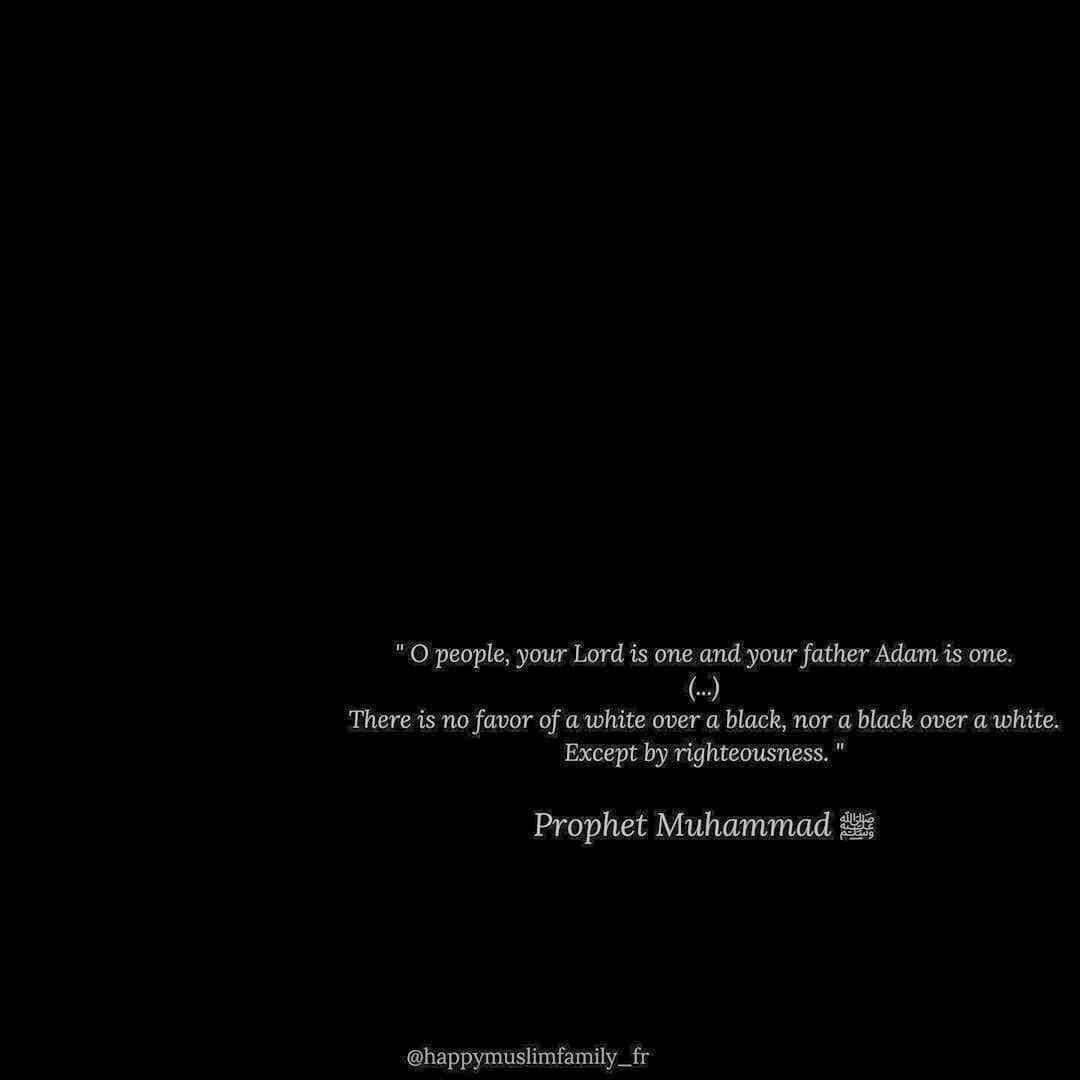 " O people, your Lord is one and your father Adam is one.
(...)
There is no favor of a white over a black, nor a black over a white.
Except by righteousness. "
Prophet Muhammad ﷺ
@happymuslimfamily_fr